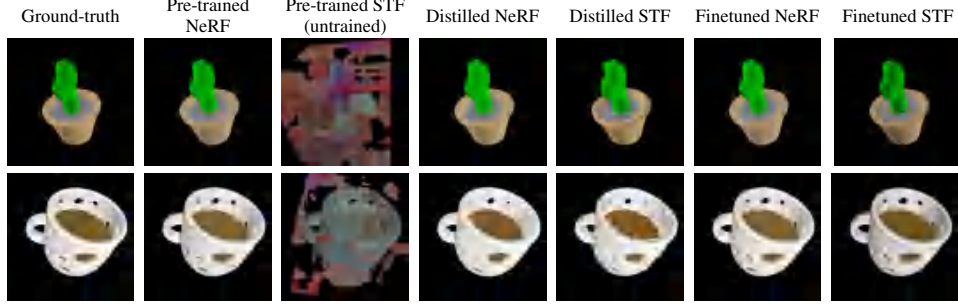 Ground-truth
Pre-trained
NeRF
Pre-trained STF
(untrained)
Distilled NeRF
Distilled STF
Finetuned NeRF
Finetuned STF